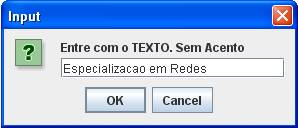 Input
Entre com o TEXTO. Sem Acento
Especializacao em Redes
OK Cancel